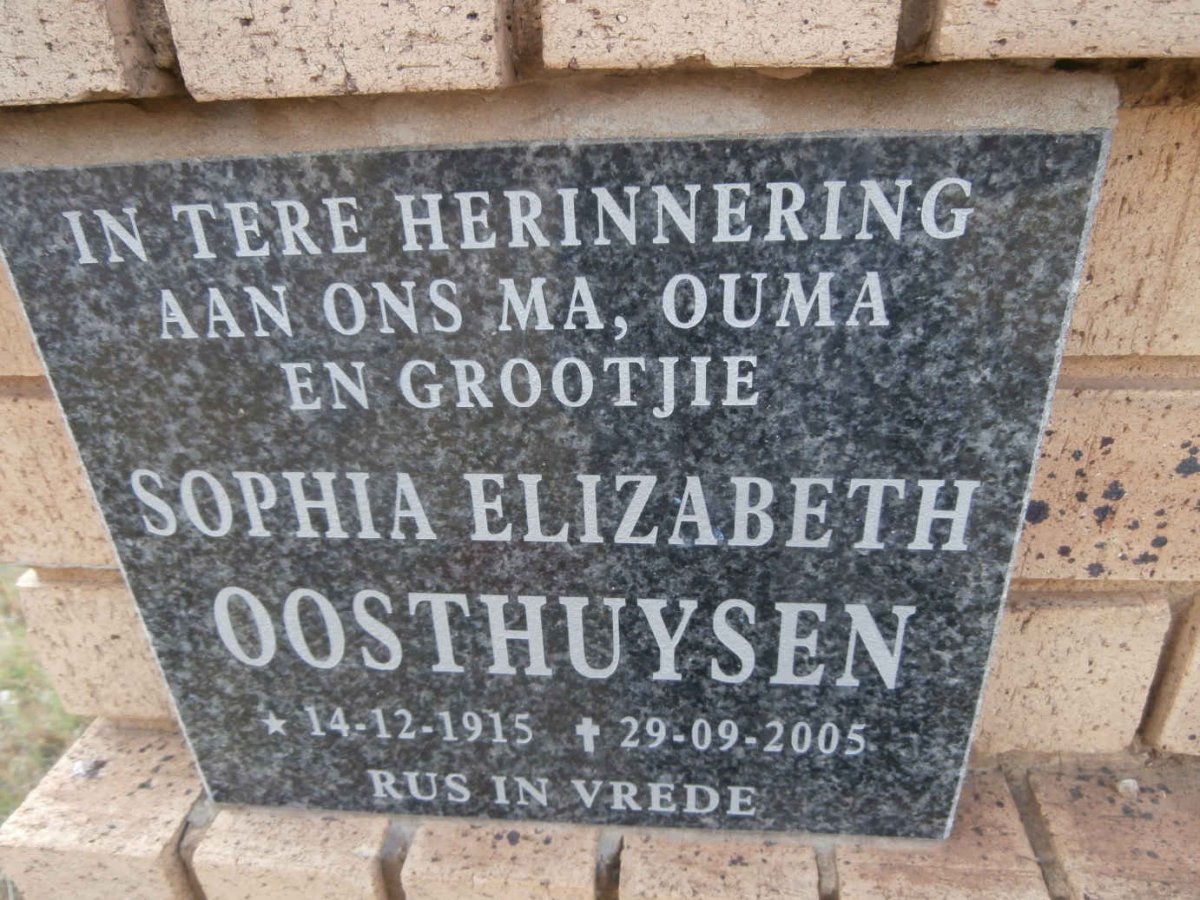 IN TERE HERINNERING
AAN ONS MA, OUMA
EN GROOTJIE
SOPHIA ELIZABETH
OOSTHUYSEN
★ 14-12-1915 ✝ 29-09-2005
RUS IN VREDE